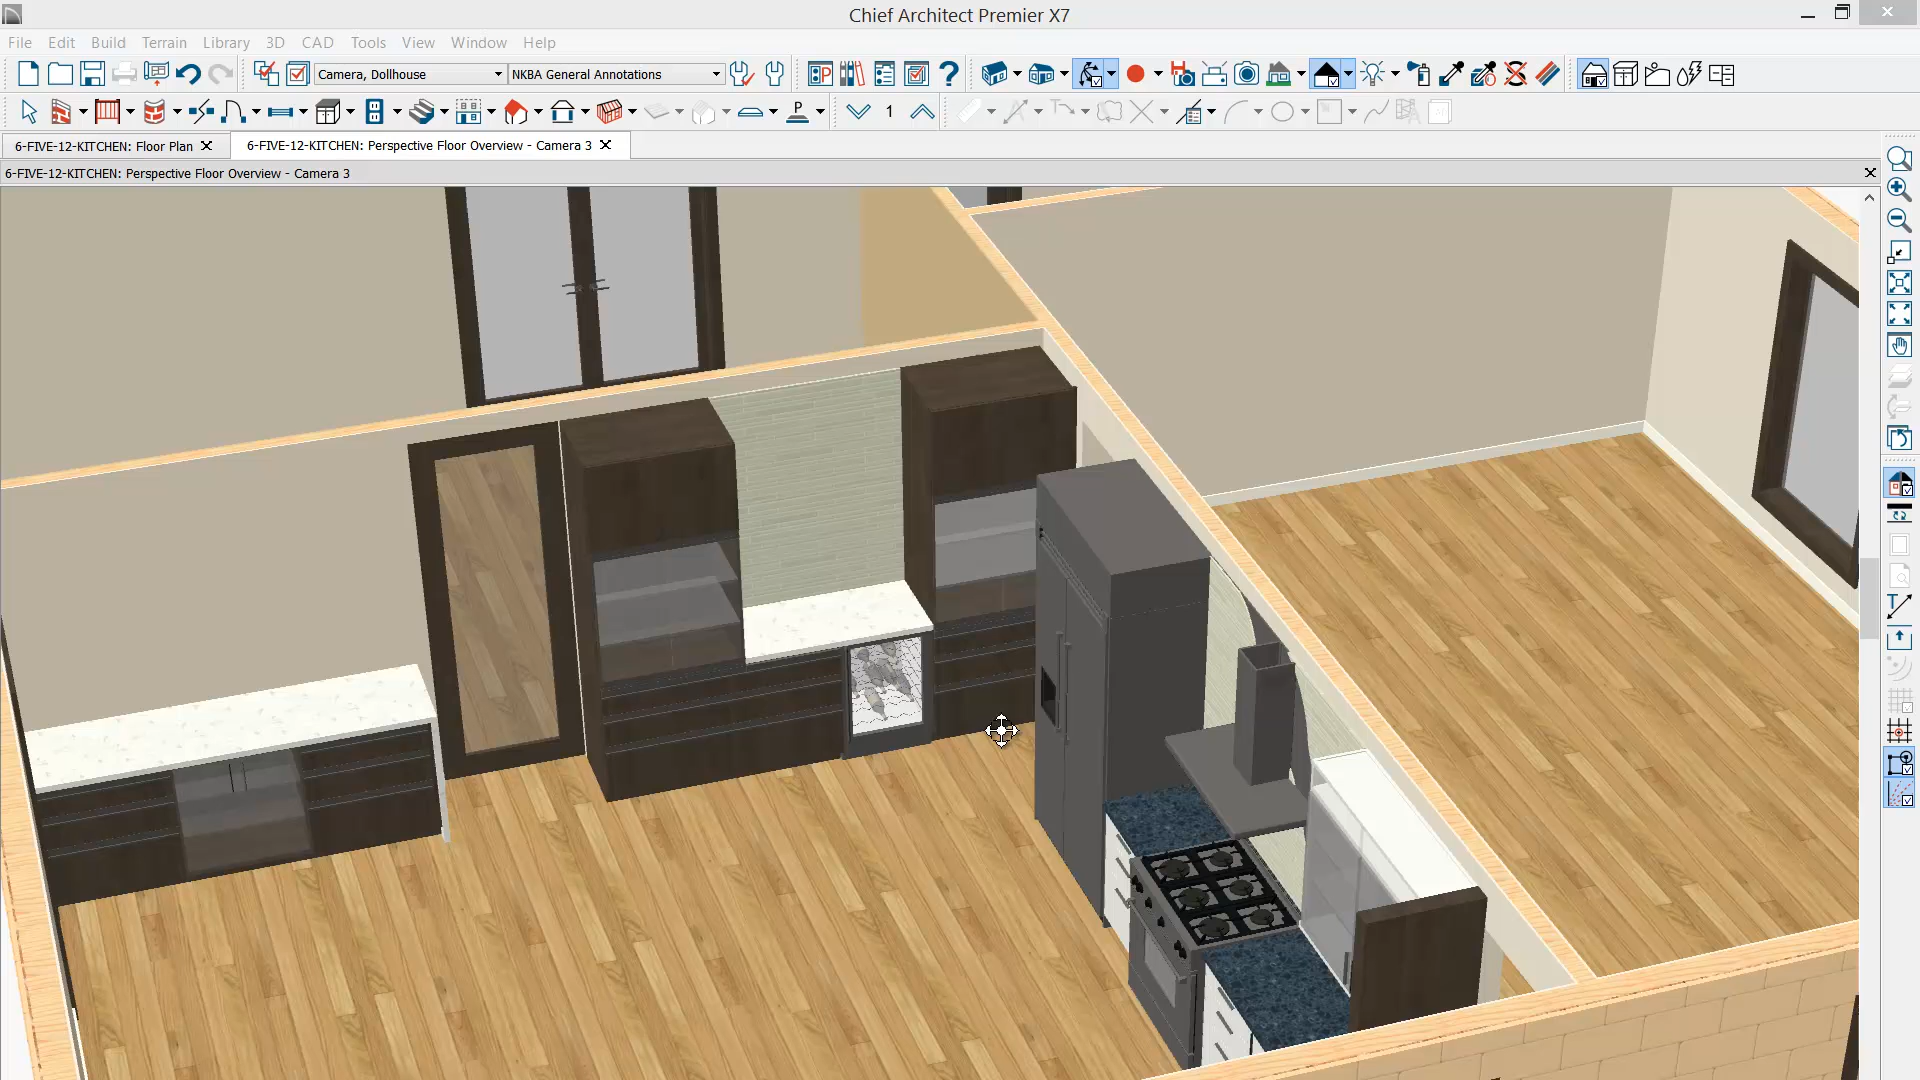 Chief Architect Premier X7
File Edit Build Terrain Library 3D CAD Tools View Window Help
Camera, Dollhouse NKBA General Annotations
1
6-FIVE-12-KITCHEN: Floor Plan 6-FIVE-12-KITCHEN: Perspective Floor Overview - Camera 3
6-FIVE-12-KITCHEN: Perspective Floor Overview - Camera 3